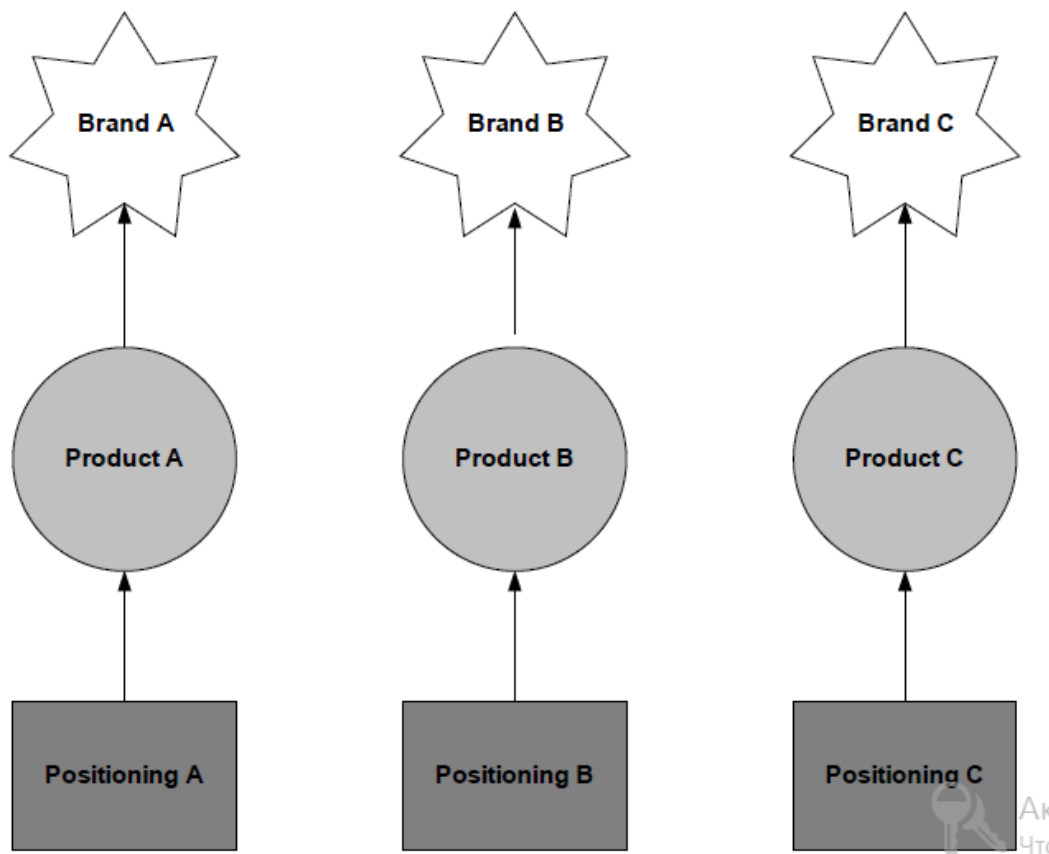 Brand A
Brand B
Brand C
Product A
Product B
Product C
Positioning A
Positioning B
Positioning C